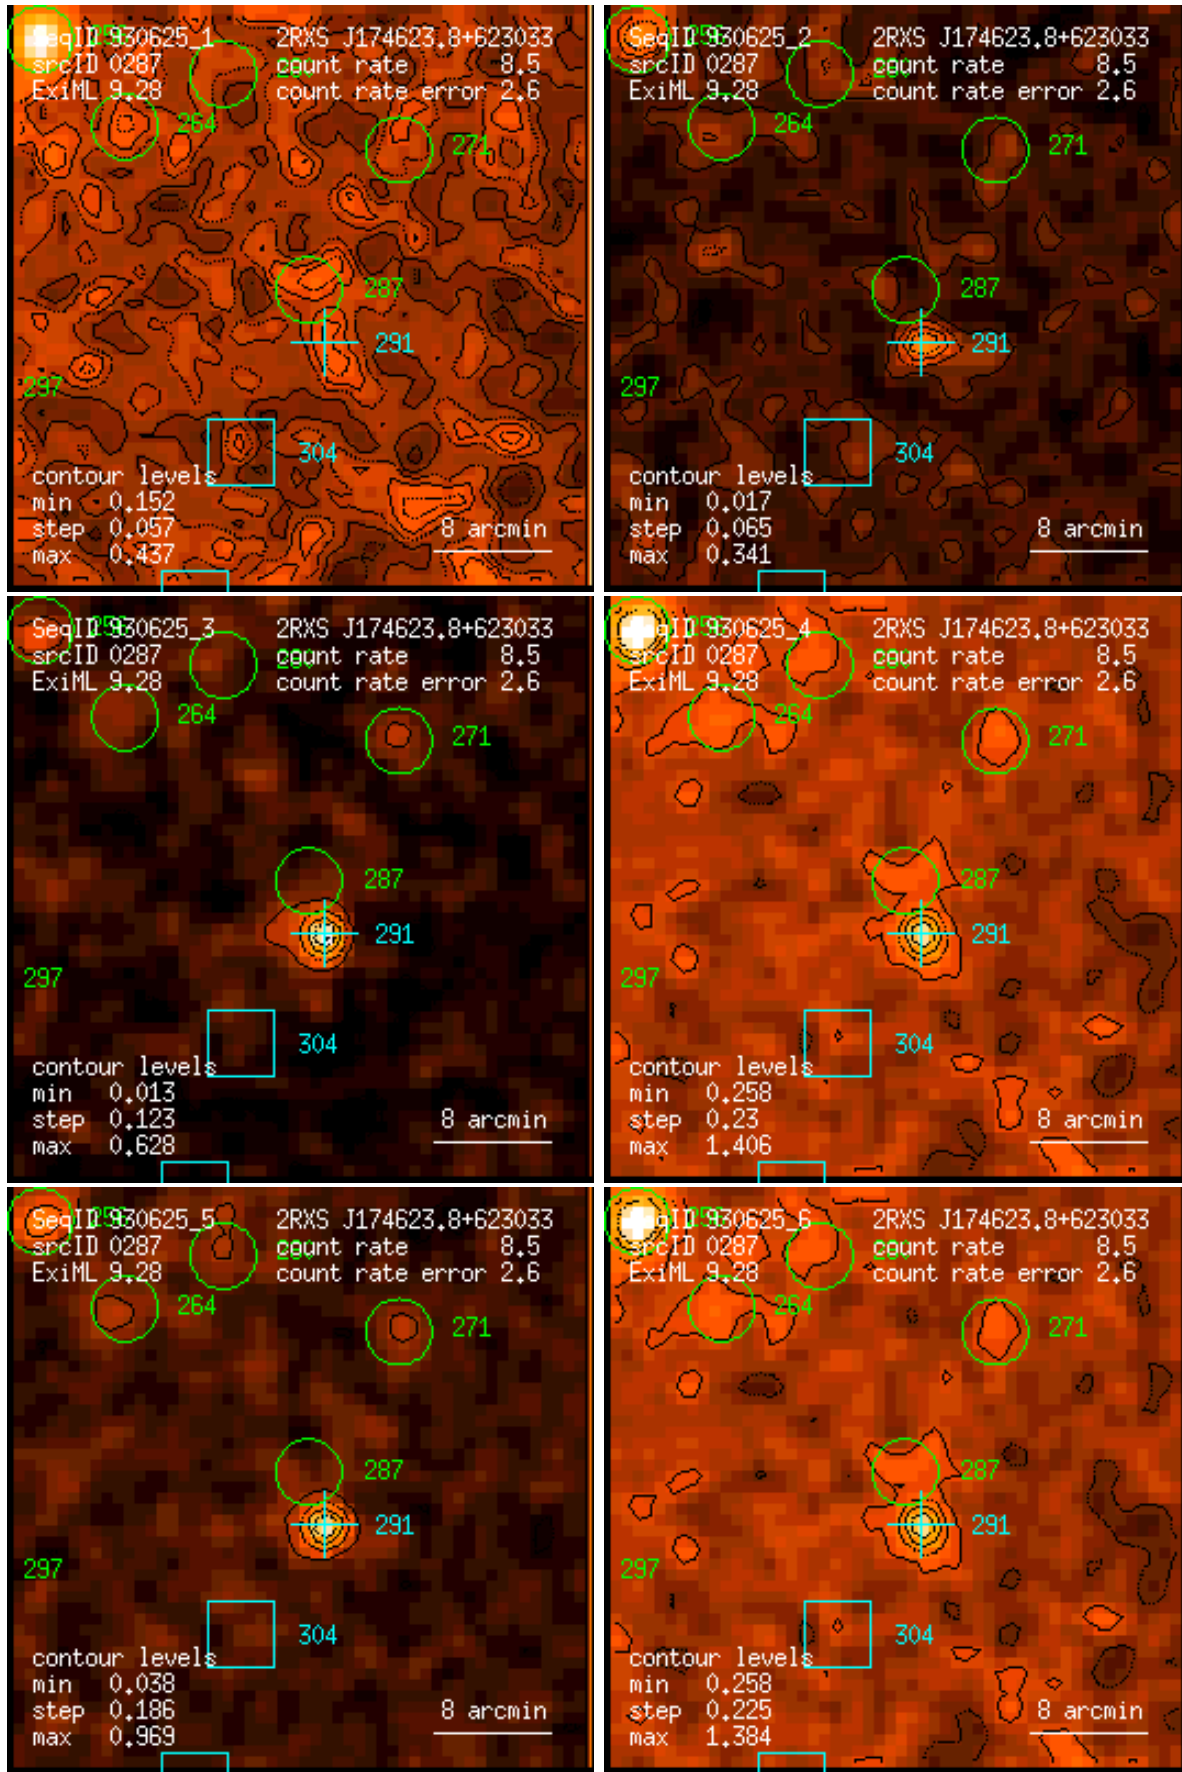 SeqID 930625_1 2RXS J174623.8+623033
srcID 0287 count rate 8.5
ExiML 9.28 count rate error 2.6
264
271
287
291
297
304
contour levels
min 0.152
step 0.057 8 arcmin
max 0.437
SeqID 930625_2 2RXS J174623.8+623033
srcID 0287 count rate 8.5
ExiML 9.28 count rate error 2.6
264
271
287
291
297
304
contour levels
min 0.017
step 0.065 8 arcmin
max 0.341
SeqID 930625_3 2RXS J174623.8+623033
srcID 0287 count rate 8.5
ExiML 9.28 count rate error 2.6
264
271
287
291
297
304
contour levels
min 0.013
step 0.123 8 arcmin
max 0.628
SeqID 930625_4 2RXS J174623.8+623033
srcID 0287 count rate 8.5
ExiML 9.28 count rate error 2.6
264
271
287
291
297
304
contour levels
min 0.258
step 0.23 8 arcmin
max 1.406
SeqID 930625_5 2RXS J174623.8+623033
srcID 0287 count rate 8.5
ExiML 9.28 count rate error 2.6
264
271
287
291
297
304
contour levels
min 0.038
step 0.186 8 arcmin
max 0.969
SeqID 930625_6 2RXS J174623.8+623033
srcID 0287 count rate 8.5
ExiML 9.28 count rate error 2.6
264
271
287
291
297
304
contour levels
min 0.258
step 0.225 8 arcmin
max 1.384